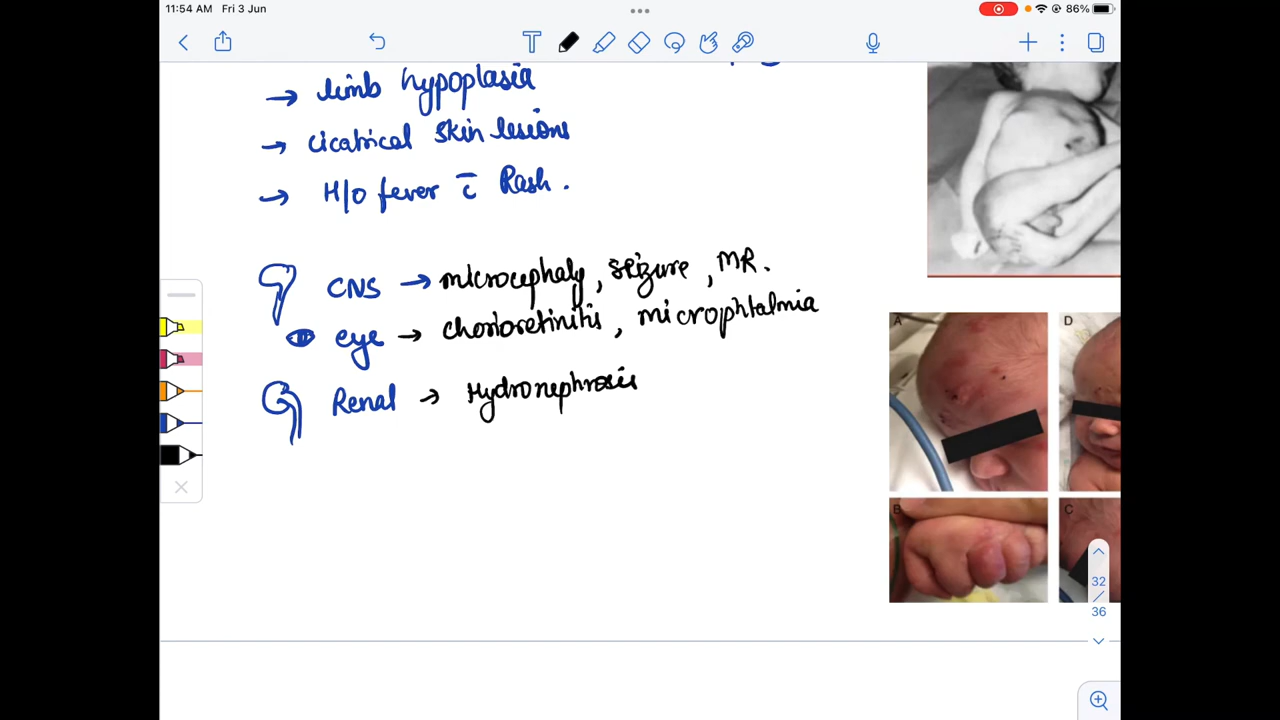 11:54 AM Fri 3 Jun
86%
→ limb hypoplasia
→ cicatrical skin lesions
→ H/o fever c̄ Rash.
CNS → microcephaly, seizure, MR.
eye → chorioretinitis, microphtalmia
Renal → Hydronephrosis
A
D
B
C
32
/
36